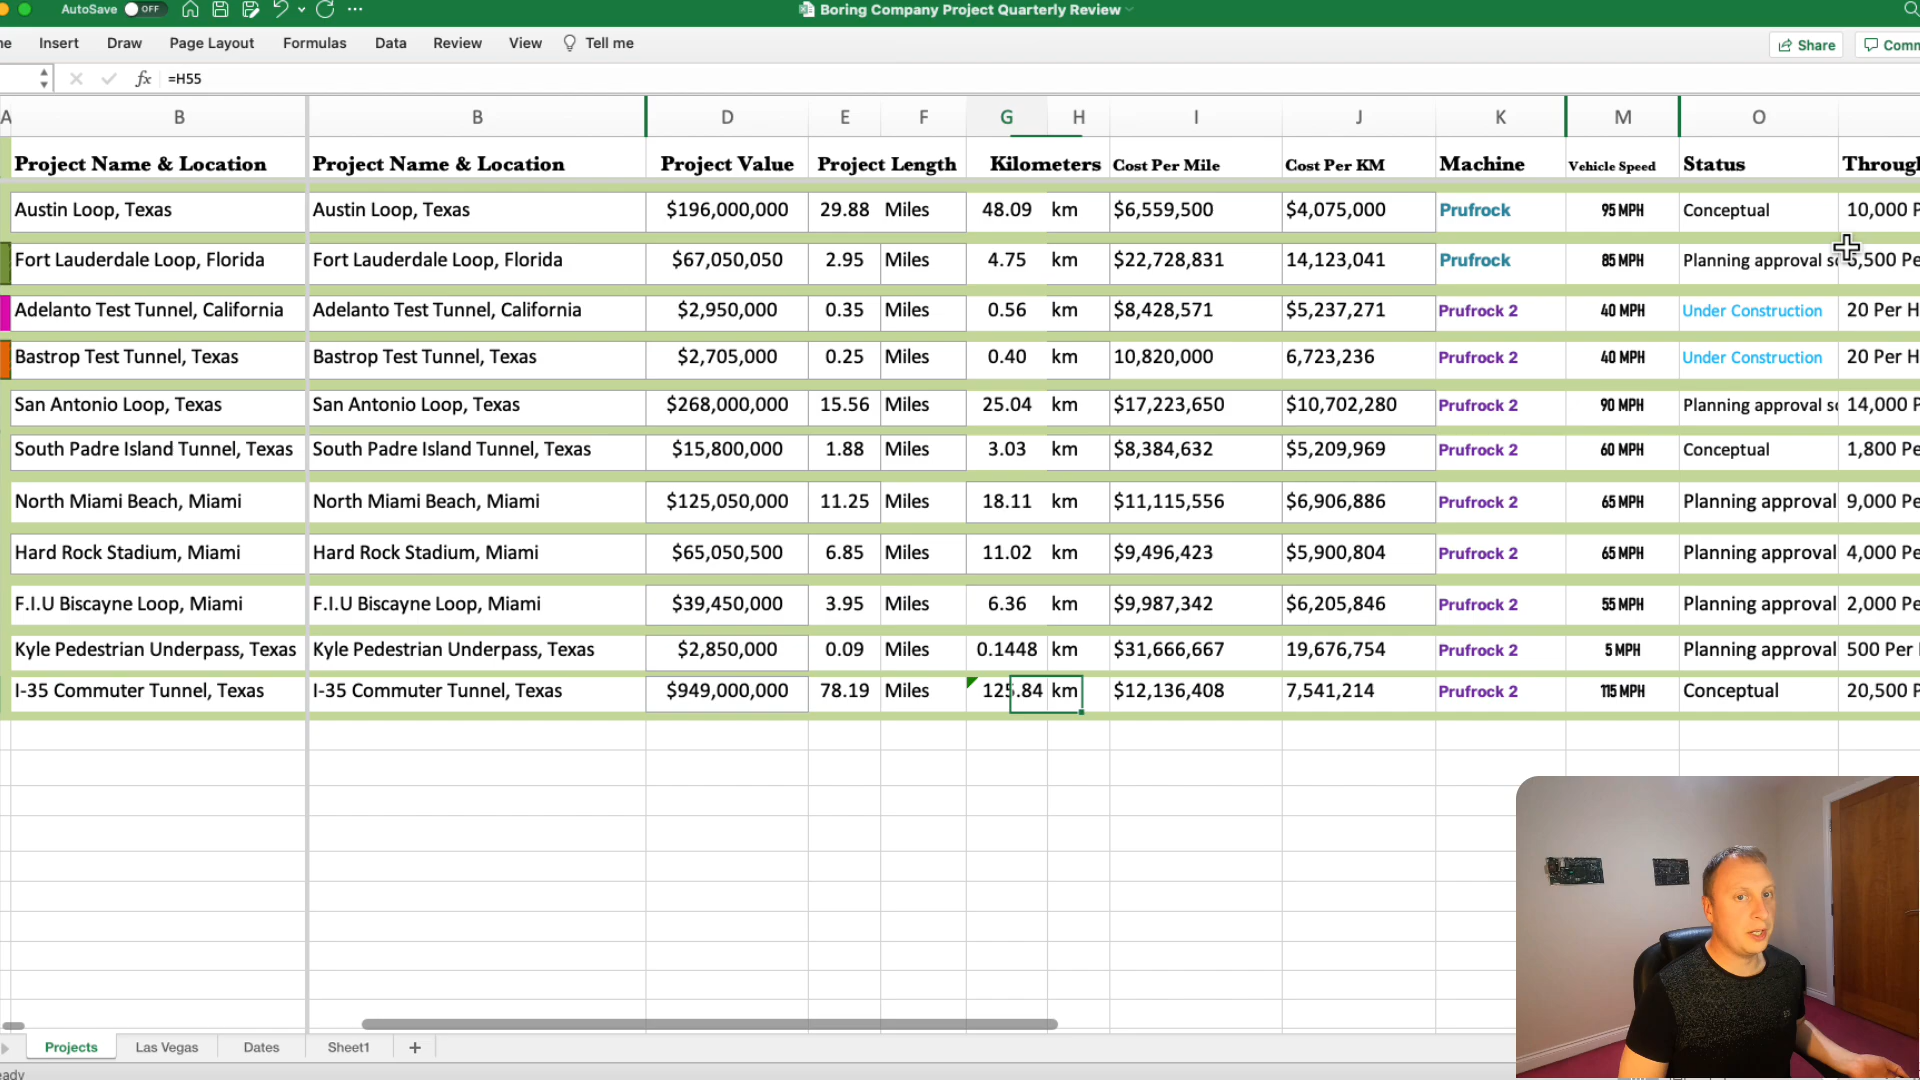 AutoSave OFF Boring Company Project Quarterly Review
Insert Draw Page Layout Formulas Data Review View Tell me Share
fx =H55
A B B D E F G H I J K M O
Project Name & Location Project Name & Location Project Value Project Length Kilometers Cost Per Mile Cost Per KM Machine Vehicle Speed Status
Austin Loop, Texas Austin Loop, Texas $196,000,000 29.88 Miles 48.09 km $6,559,500 $4,075,000 Prufrock 95 MPH Conceptual 10,000 P
Fort Lauderdale Loop, Florida Fort Lauderdale Loop, Florida $67,050,050 2.95 Miles 4.75 km $22,728,831 14,123,041 Prufrock 85 MPH Planning approval
Adelanto Test Tunnel, California Adelanto Test Tunnel, California $2,950,000 0.35 Miles 0.56 km $8,428,571 $5,237,271 Prufrock 2 40 MPH Under Construction 20 Per H
Bastrop Test Tunnel, Texas Bastrop Test Tunnel, Texas $2,705,000 0.25 Miles 0.40 km 10,820,000 6,723,236 Prufrock 2 40 MPH Under Construction 20 Per H
San Antonio Loop, Texas San Antonio Loop, Texas $268,000,000 15.56 Miles 25.04 km $17,223,650 $10,702,280 Prufrock 2 90 MPH Planning approval 14,000 P
South Padre Island Tunnel, Texas South Padre Island Tunnel, Texas $15,800,000 1.88 Miles 3.03 km $8,384,632 $5,209,969 Prufrock 2 60 MPH Conceptual 1,800 Pe
North Miami Beach, Miami North Miami Beach, Miami $125,050,000 11.25 Miles 18.11 km $11,115,556 $6,906,886 Prufrock 2 65 MPH Planning approval 9,000 Pe
Hard Rock Stadium, Miami Hard Rock Stadium, Miami $65,050,500 6.85 Miles 11.02 km $9,496,423 $5,900,804 Prufrock 2 65 MPH Planning approval 4,000 Pe
F.I.U Biscayne Loop, Miami F.I.U Biscayne Loop, Miami $39,450,000 3.95 Miles 6.36 km $9,987,342 $6,205,846 Prufrock 2 55 MPH Planning approval 2,000 Pe
Kyle Pedestrian Underpass, Texas Kyle Pedestrian Underpass, Texas $2,850,000 0.09 Miles 0.1448 km $31,666,667 19,676,754 Prufrock 2 5 MPH Planning approval 500 Per
I-35 Commuter Tunnel, Texas I-35 Commuter Tunnel, Texas $949,000,000 78.19 Miles 125.84 km $12,136,408 7,541,214 Prufrock 2 115 MPH Conceptual 20,500 P
Projects Las Vegas Dates Sheet1 +